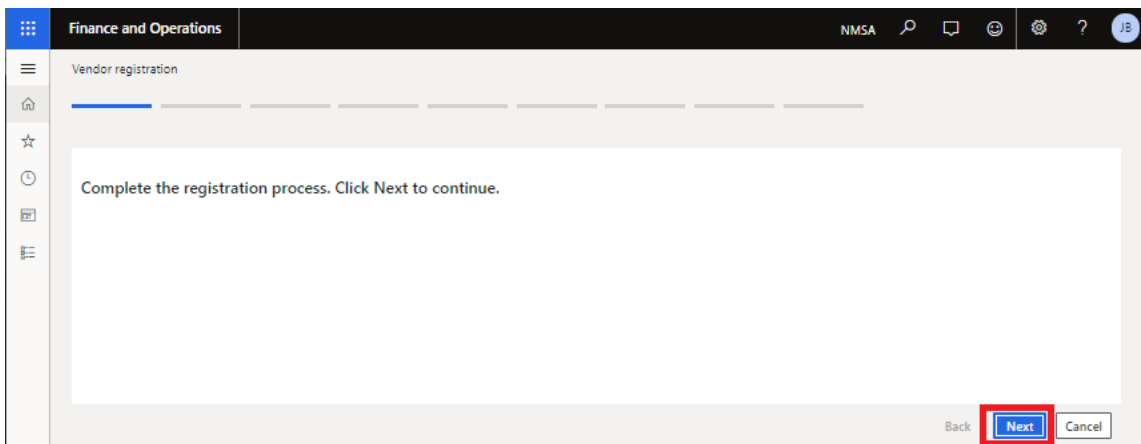 Finance and Operations
NMSA
?
JB
Vendor registration
Complete the registration process. Click Next to continue.
Back
Next
Cancel